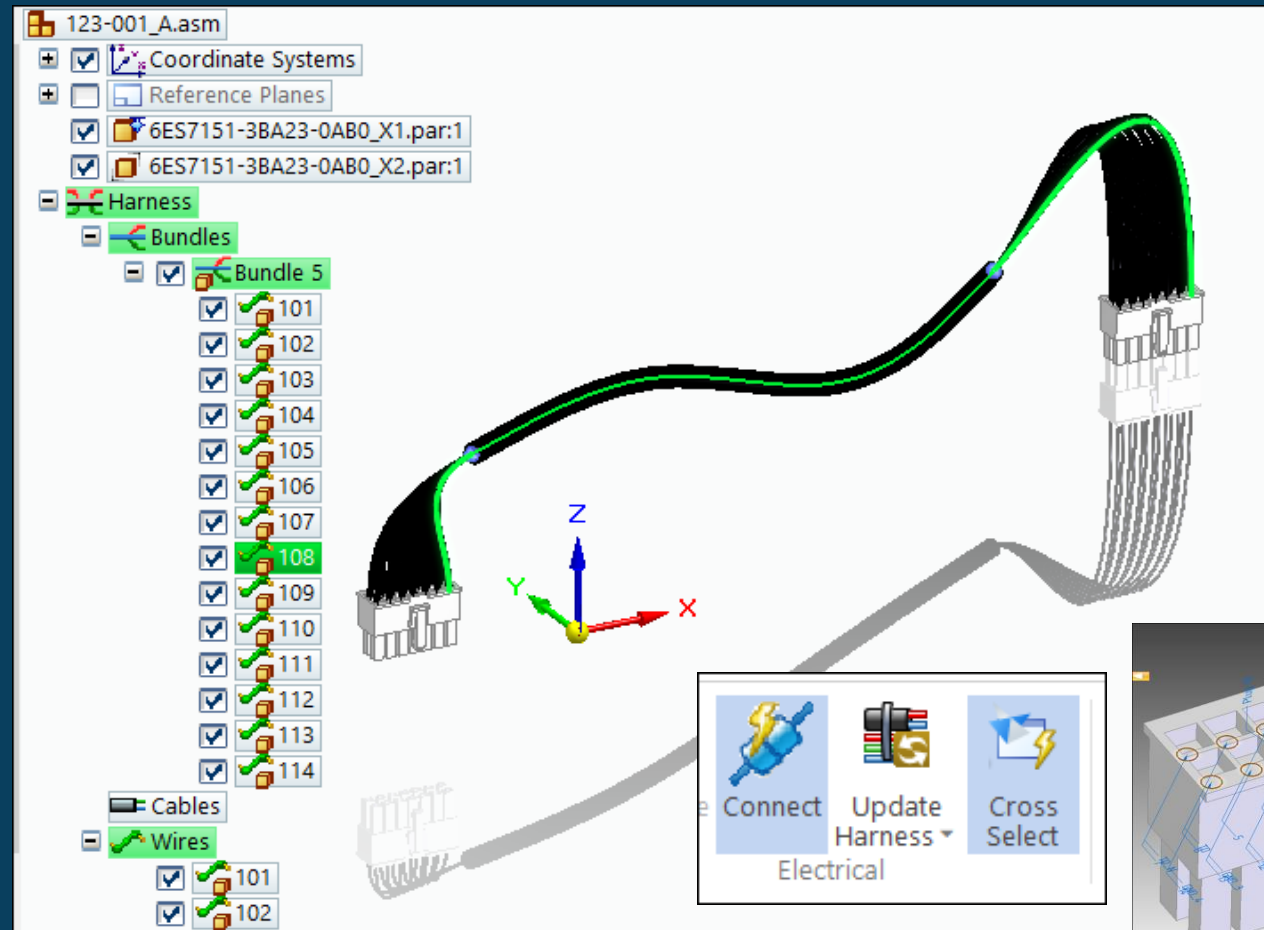 123-001_A.asm
Coordinate Systems
Reference Planes
6ES7151-3BA23-0AB0_X1.par:1
6ES7151-3BA23-0AB0_X2.par:1
Harness
Bundles
Bundle 5
101
102
103
104
105
106
107
108
109
110
111
112
113
114
Cables
Wires
101
102
Z
Y
X
Connect
Update
Harness
Cross
Select
Electrical